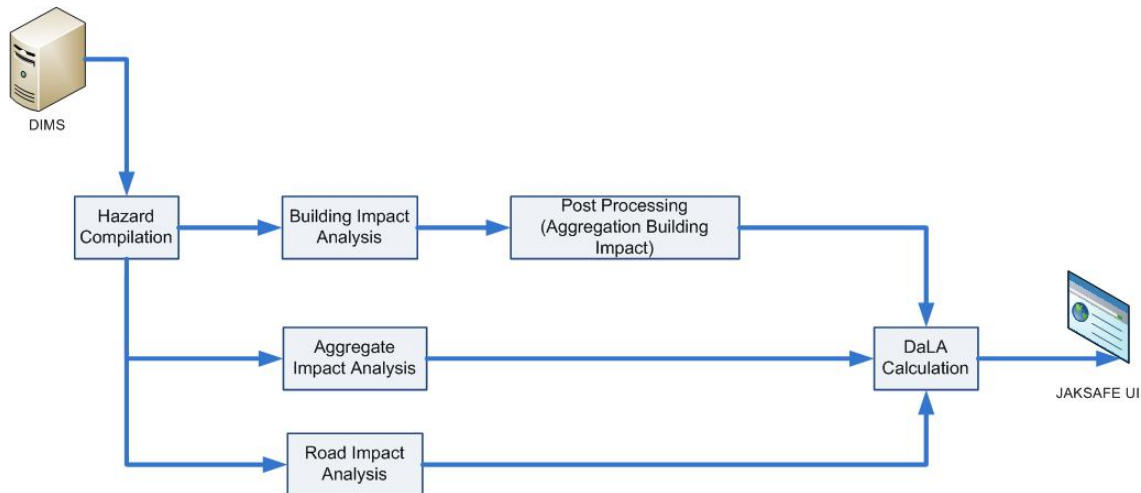 DIMS
Hazard
Compilation
Building Impact
Analysis
Post Processing
(Aggregation Building
Impact)
Aggregate
Impact Analysis
DaLA
Calculation
JAKSAFE UI
Road Impact
Analysis